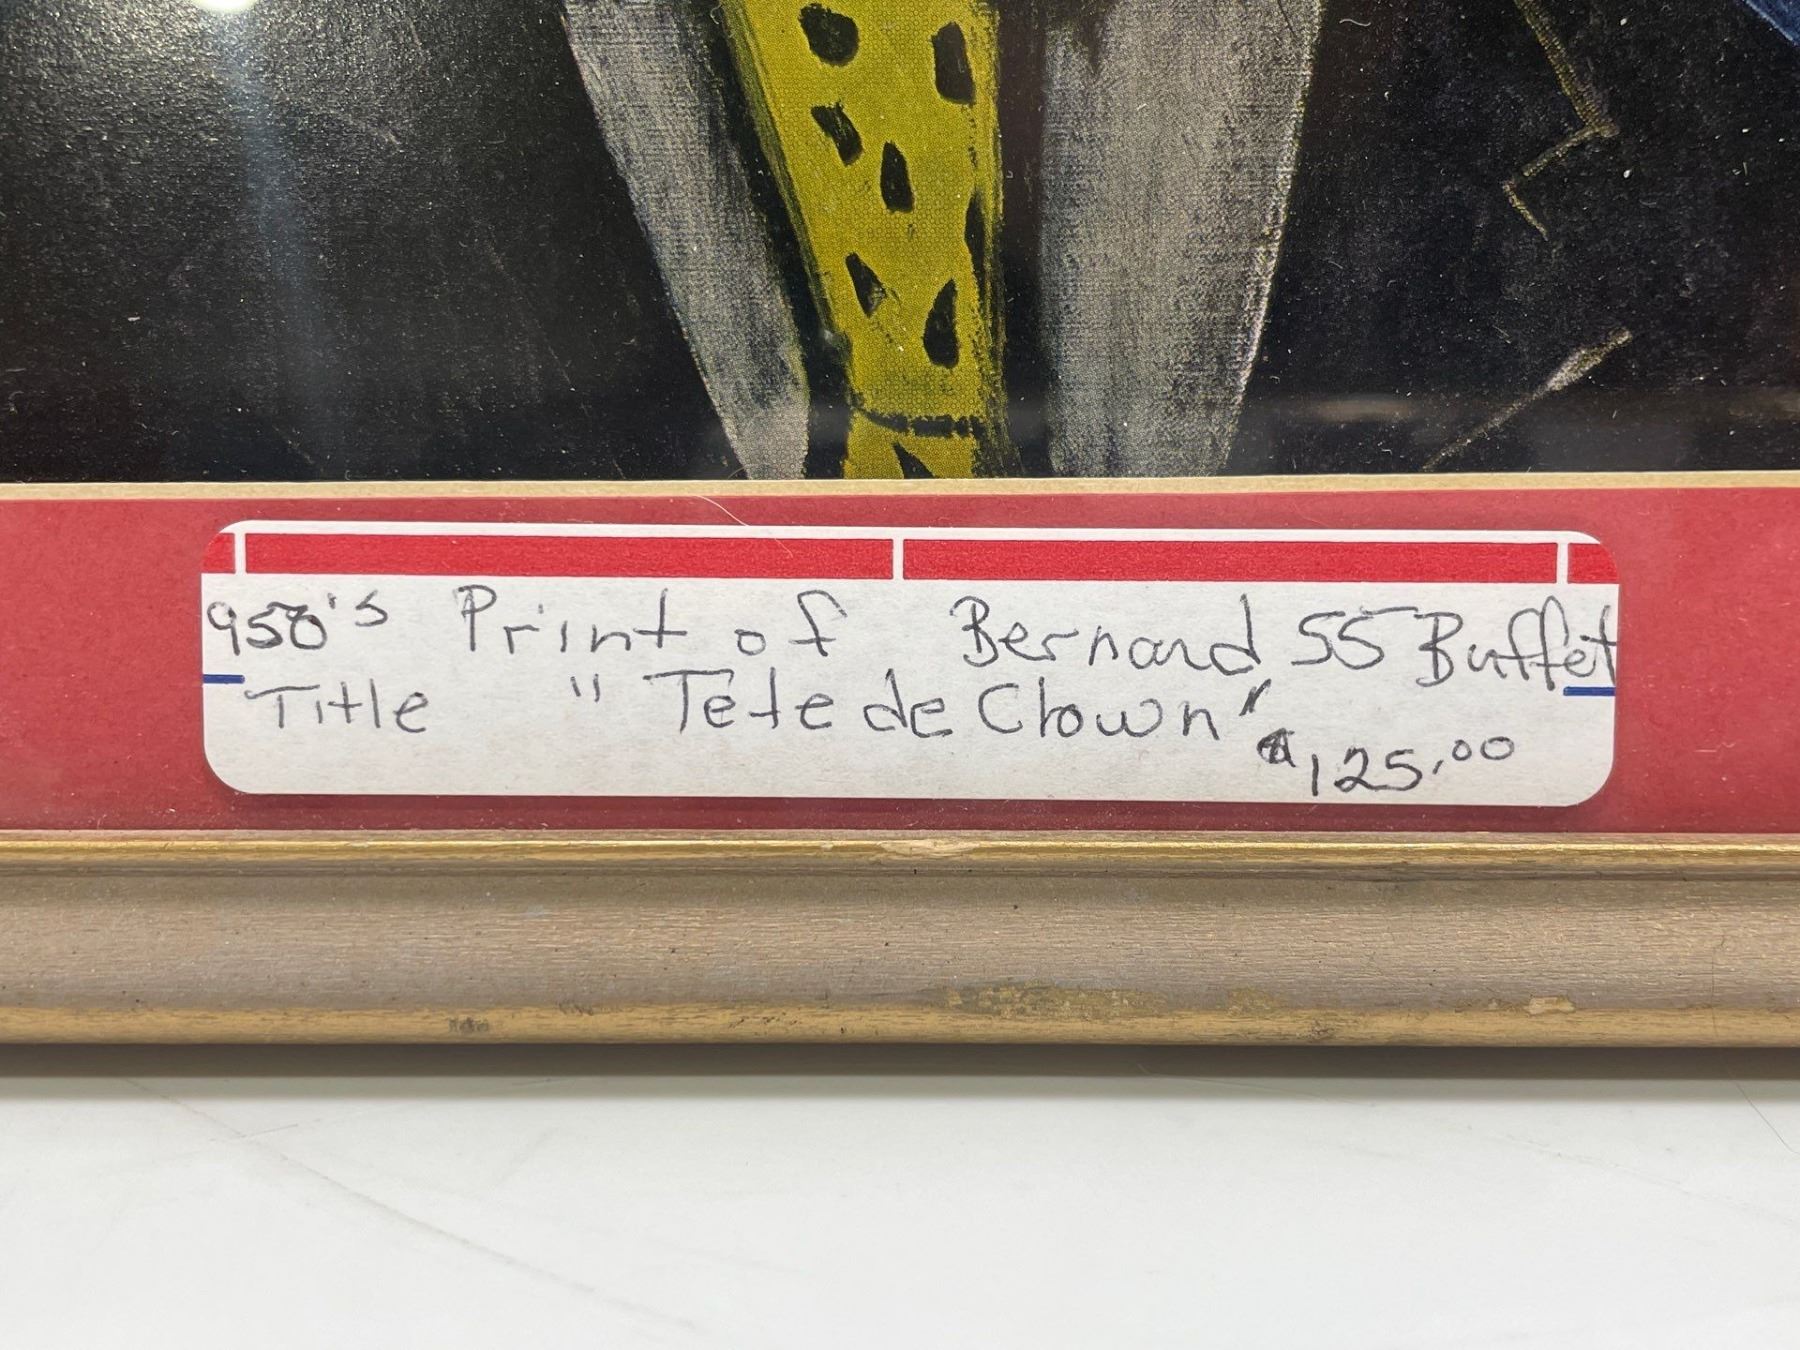 950's Print of Bernard 55 Buffet
Title "Tete de Clown"
125.00